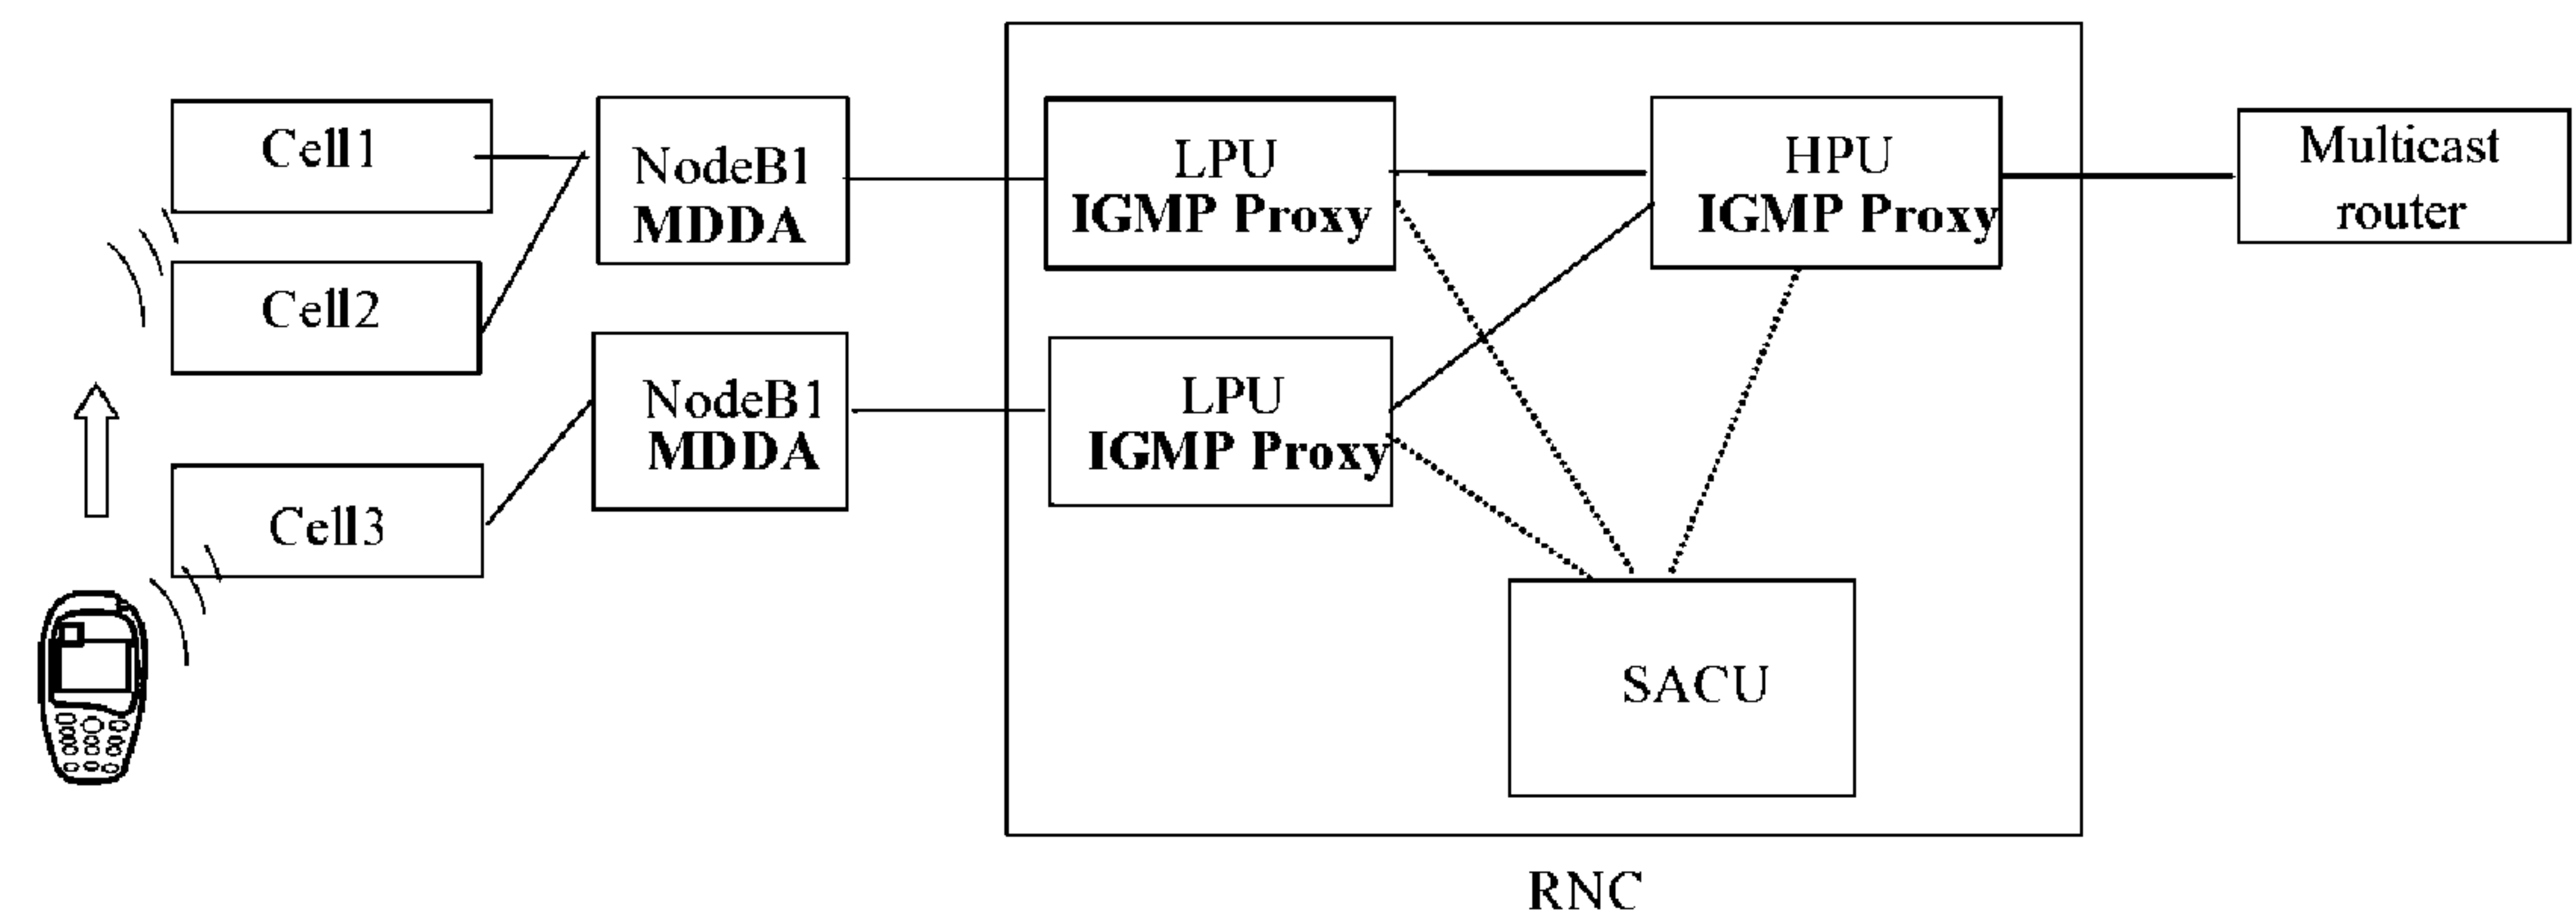 Cell1
NodeB1
MDDA
LPU
IGMP Proxy
HPU
IGMP Proxy
Multicast
router
Cell2
NodeB1
MDDA
LPU
IGMP Proxy
Cell3
SACU
RNC